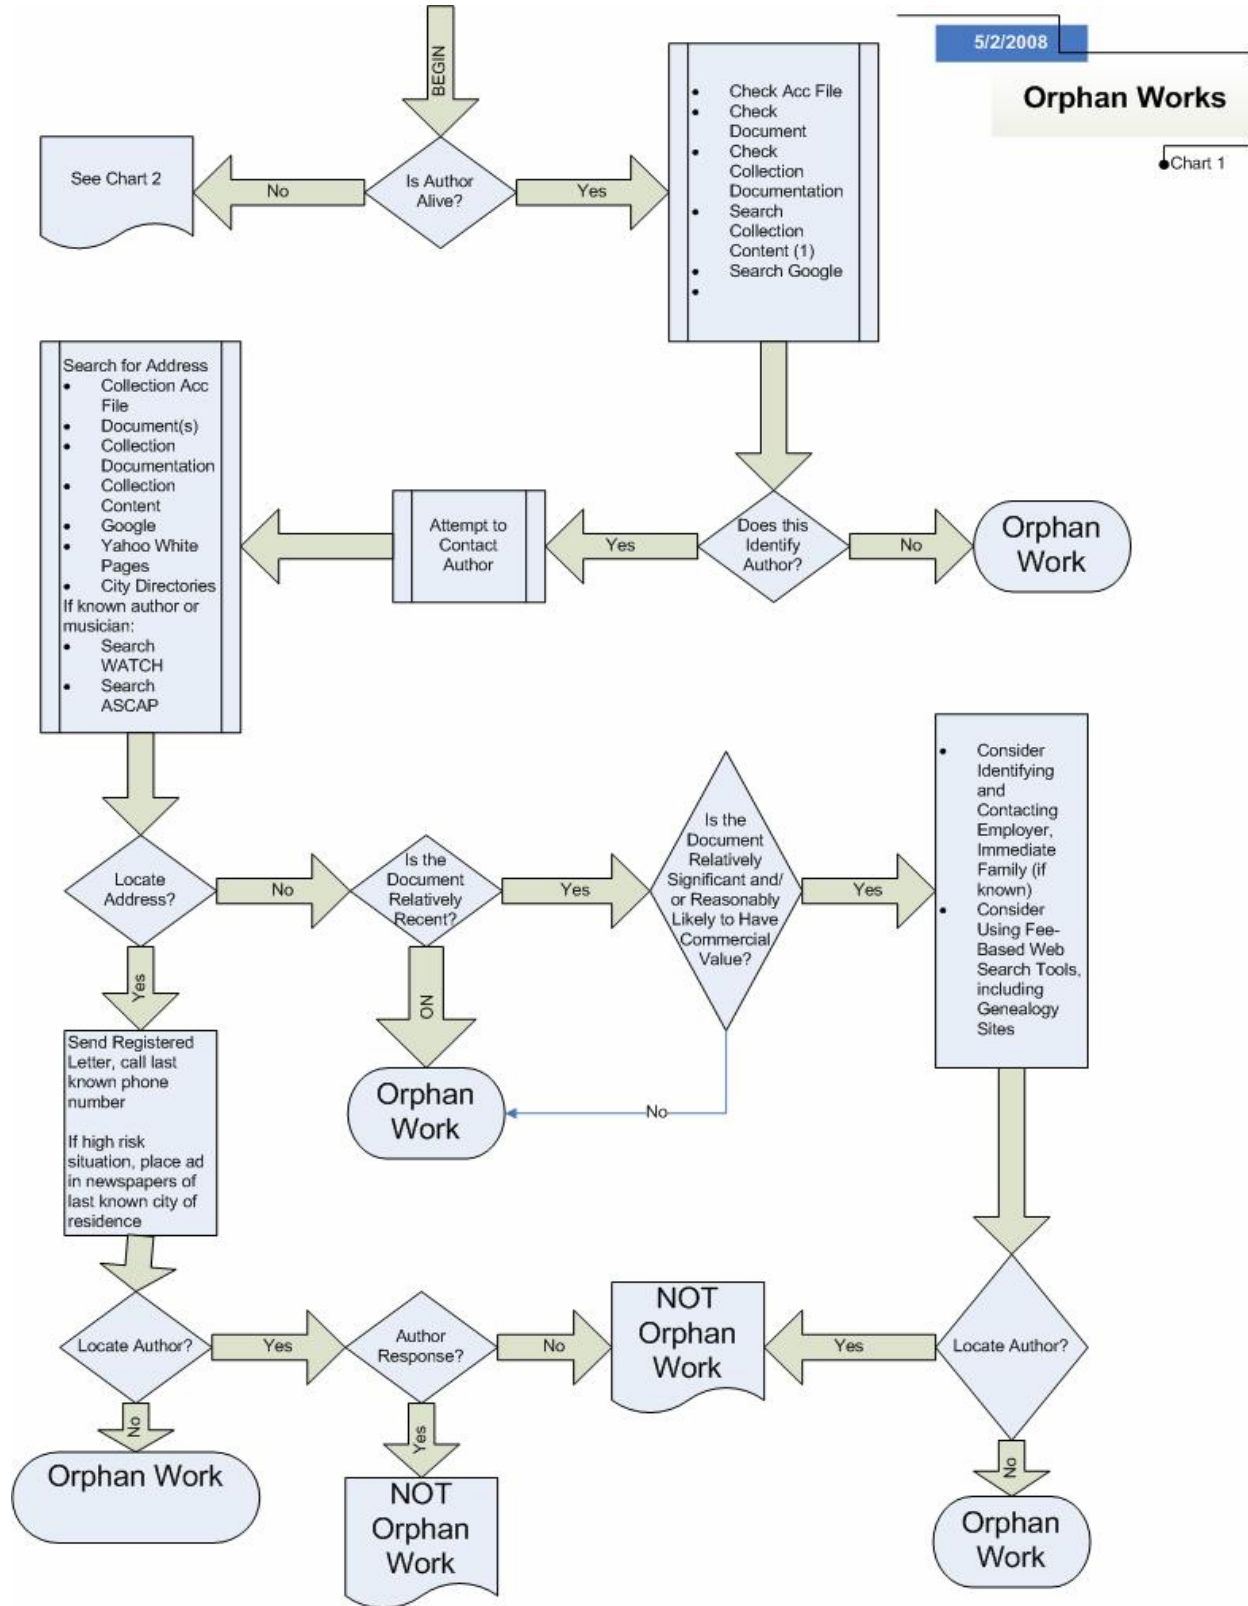 5/2/2008
Orphan Works
Chart 1
BEGIN
Is Author
Alive?
No
See Chart 2
Yes
• Check Acc File
• Check
Document
• Check
Collection
Documentation
• Search
Collection
Content (1)
• Search Google
•
Does this
Identify
Author?
No
Orphan
Work
Yes
Attempt to
Contact
Author
Search for Address
• Collection Acc
File
• Document(s)
• Collection
Documentation
• Collection
Content
• Google
• Yahoo White
Pages
• City Directories
If known author or
musician:
• Search
WATCH
• Search
ASCAP
Locate
Address?
No
Is the
Document
Relatively
Recent?
Yes
Is the
Document
Relatively
Significant and/
or Reasonably
Likely to Have
Commercial
Value?
Yes
• Consider
Identifying
and
Contacting
Employer,
Immediate
Family (if
known)
• Consider
Using Fee-
Based Web
Search Tools,
including
Genealogy
Sites
Yes
NO
No
Orphan
Work
Send Registered
Letter, call last
known phone
number
If high risk
situation, place ad
in newspapers of
last known city of
residence
Locate Author?
Yes
Author
Response?
No
NOT
Orphan
Work
Yes
Locate Author?
No
Orphan Work
Yes
NOT
Orphan
Work
No
Orphan
Work